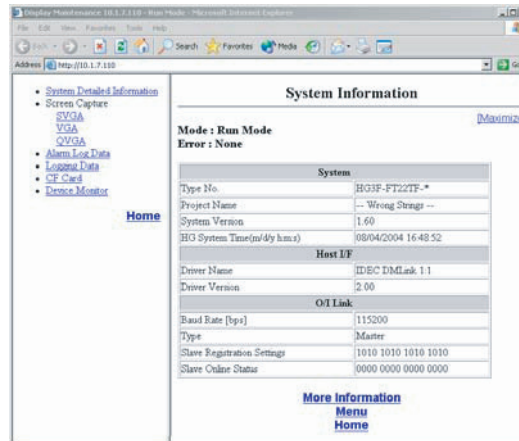 Display Maintenance 10.1.7.110 - Run Mode - Microsoft Internet Explorer
File Edit View Favorites Tools Help
Search Favorites Media
Address http://10.1.7.110
System Detailed Information
Screen Capture
SVGA
VGA
QVGA
Alarm Log Data
Logging Data
CF Card
Device Monitor
Home
System Information
[Maximize
Mode : Run Mode
Error : None
System
Type No. HG3F-FT22TF-*
Project Name -- Wrong Strings --
System Version 1.60
HG System Time(m/d/y h:m:s) 08/04/2004 16:48:52
Host I/F
Driver Name IDEC DMLink 1:1
Driver Version 2.00
O/I Link
Baud Rate [bps] 115200
Type Master
Slave Registration Settings 1010 1010 1010 1010
Slave Online Status 0000 0000 0000 0000
More Information
Menu
Home